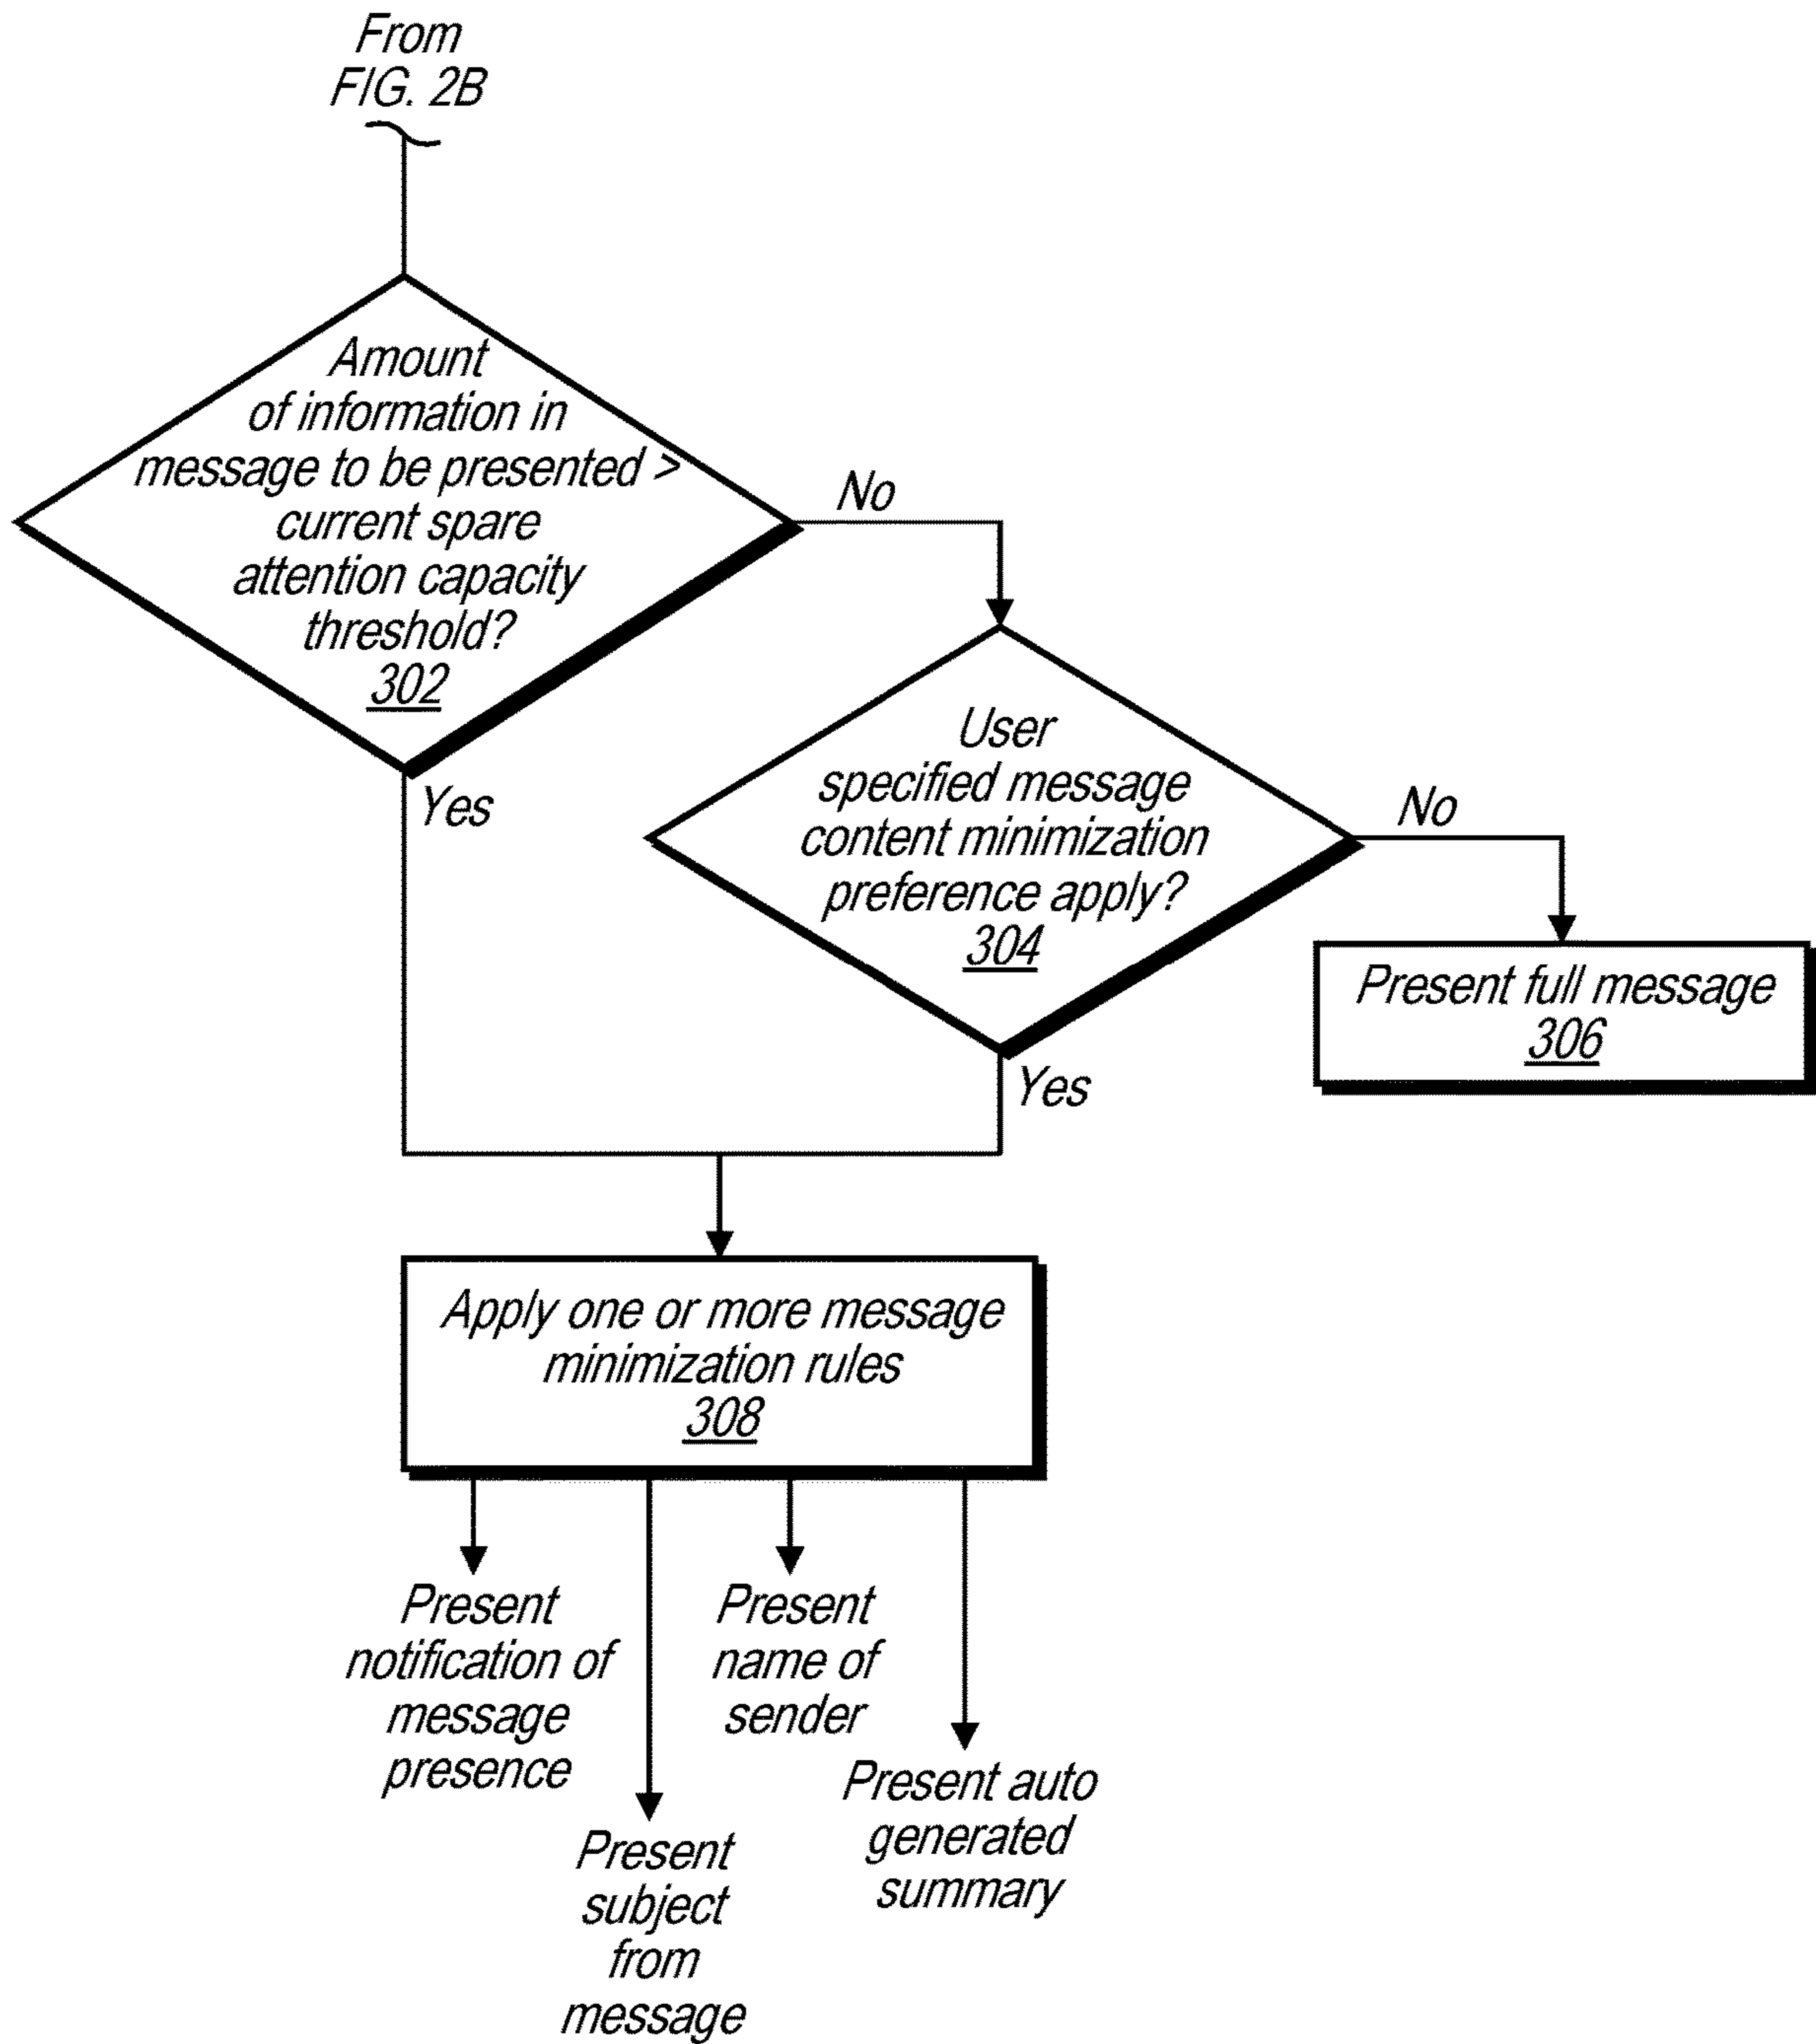 From
FIG. 2B
Amount
of information in
message to be presented >
current spare
attention capacity
threshold?
302
No
Yes
User
specified message
content minimization
preference apply?
304
No
Yes
Present full message
306
Apply one or more message
minimization rules
308
Present
notification of
message
presence
Present
subject
from
message
Present
name of
sender
Present auto
generated
summary